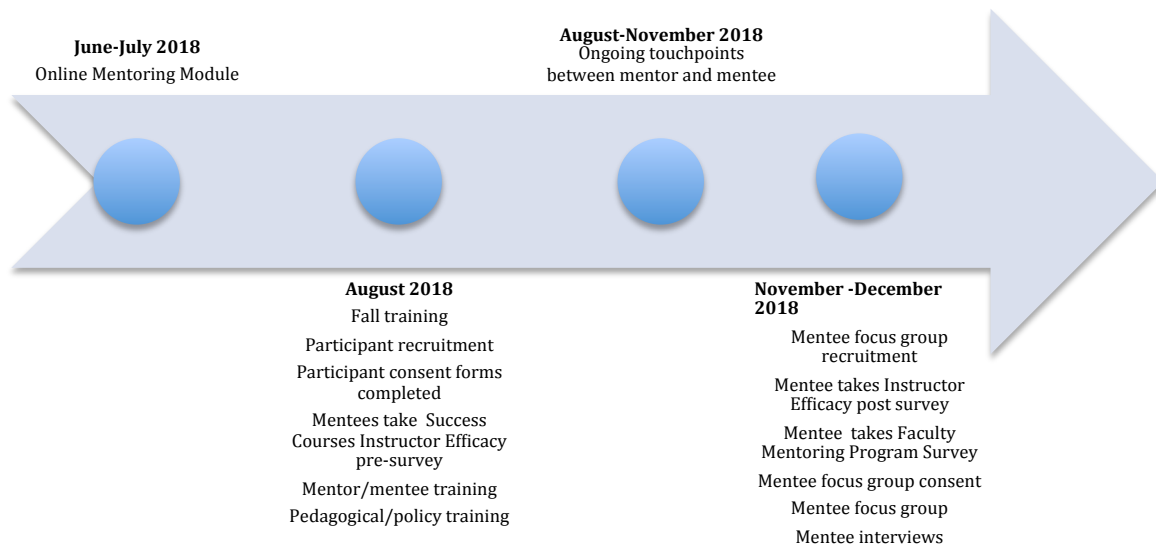 June-July 2018
Online Mentoring Module
August-November 2018
Ongoing touchpoints
between mentor and mentee
August 2018
Fall training
Participant recruitment
Participant consent forms
completed
Mentees take Success
Courses Instructor Efficacy
pre-survey
Mentor/mentee training
Pedagogical/policy training
November -December
2018
Mentee focus group
recruitment
Mentee takes Instructor
Efficacy post survey
Mentee takes Faculty
Mentoring Program Survey
Mentee focus group consent
Mentee focus group
Mentee interviews